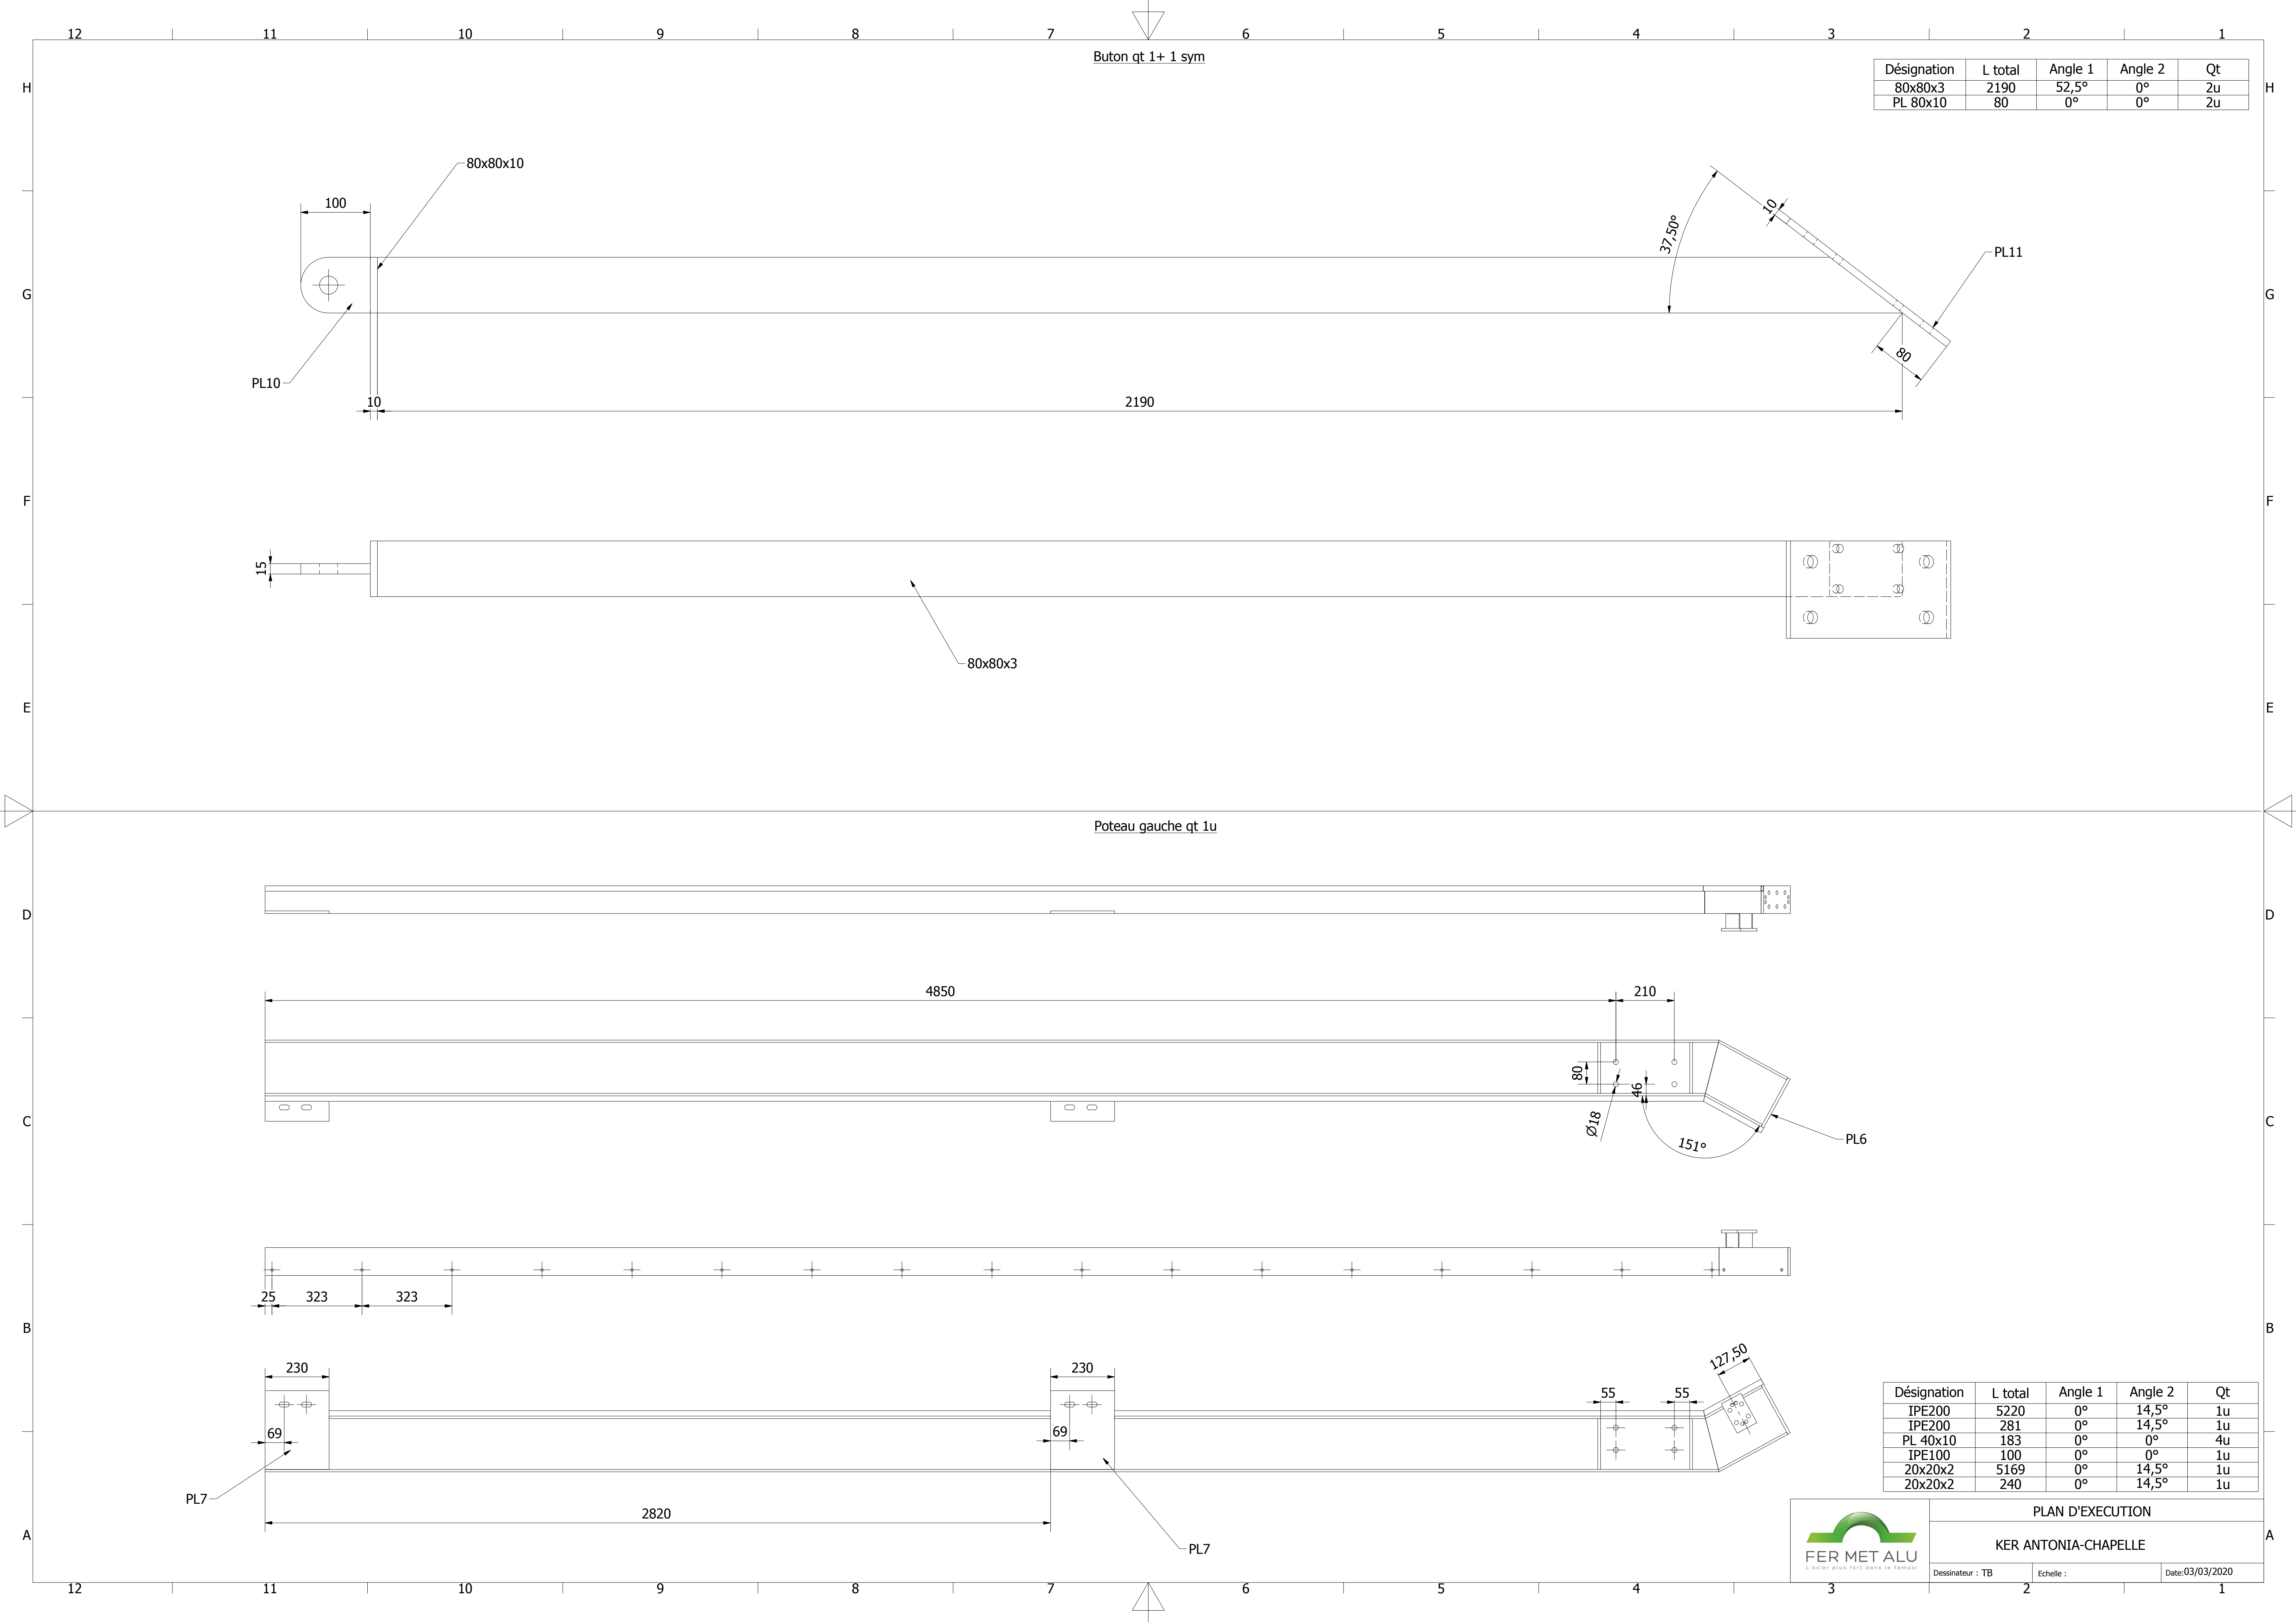 12 11 10 9 8 7 6 5 4 3 2 1
Buton qt 1+ 1 sym
Désignation L total Angle 1 Angle 2 Qt
80x80x3 2190 52,5° 0° 2u
PL 80x10 80 0° 0° 2u
H H
80x80x10
100
10
37,50°
PL11
G G
80
PL10
10 2190
F F
15
80x80x3
E E
Poteau gauche qt 1u
D D
4850 210
80
46
Ø18
151°
C C
PL6
25 323 323
B B
230 230 127,50
55 55
69 69
Désignation L total Angle 1 Angle 2 Qt
IPE200 5220 0° 14,5° 1u
IPE200 281 0° 14,5° 1u
PL 40x10 183 0° 0° 4u
IPE100 100 0° 0° 1u
20x20x2 5169 0° 14,5° 1u
20x20x2 240 0° 14,5° 1u
PL7
2820
PL7
A A
PLAN D'EXECUTION
KER ANTONIA-CHAPELLE
FER MET ALU
L'acier plus fort dans le temps!
Dessinateur : TB Echelle : Date:03/03/2020
12 11 10 9 8 7 6 5 4 3 2 1